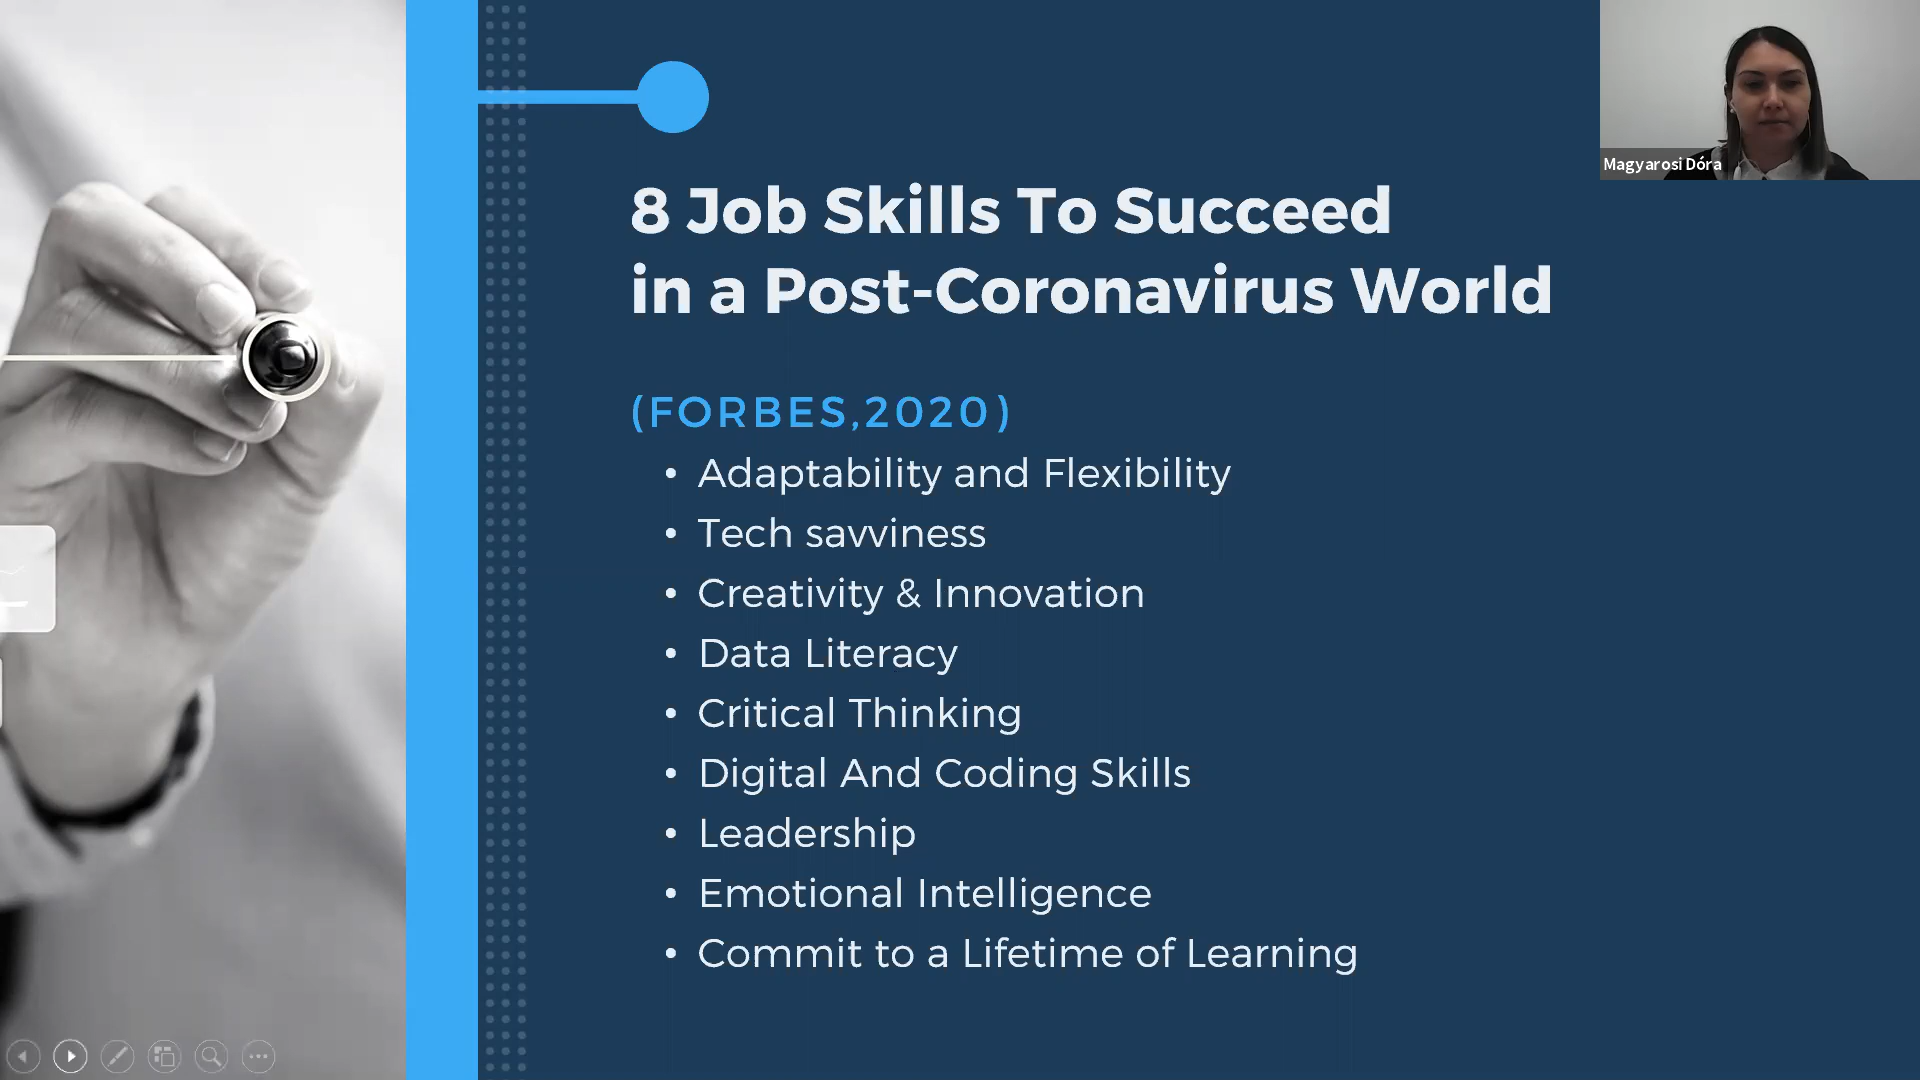 Magyarosi Dóra
8 Job Skills To Succeed
in a Post-Coronavirus World
(FORBES,2020)
• Adaptability and Flexibility
• Tech savviness
• Creativity & Innovation
• Data Literacy
• Critical Thinking
• Digital And Coding Skills
• Leadership
• Emotional Intelligence
• Commit to a Lifetime of Learning